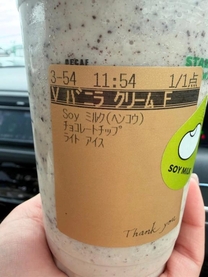 DECAF
STAR
3-54 11:54 1/1点
V バニラ クリーム F
Soy ミルク(ヘンコウ)
チョコレートチップ
ライト アイス
SOY MILK
Thank you